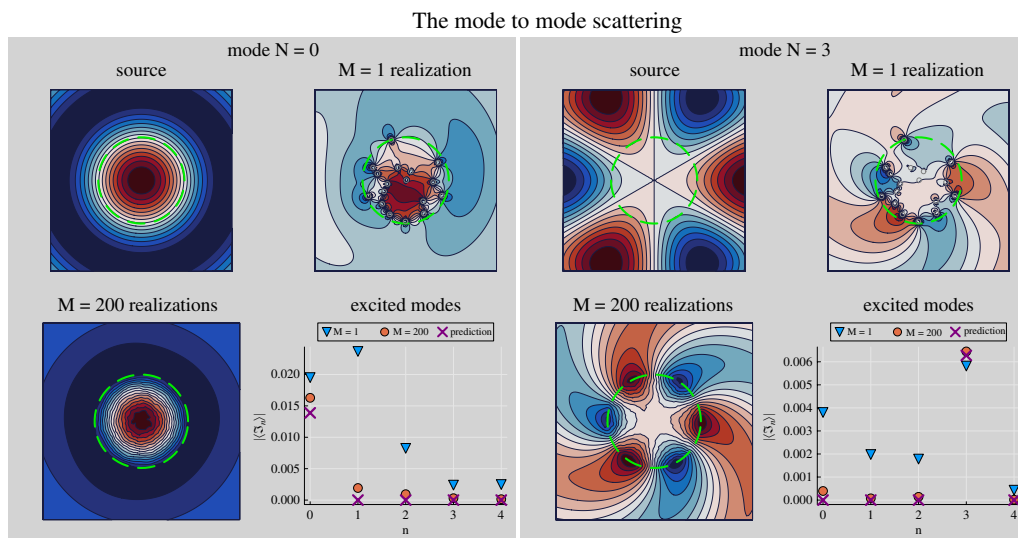 The mode to mode scattering
mode N = 0
source
M = 1 realization
M = 200 realizations
excited modes
M = 1
M = 200
prediction
0.020
0.015
0.010
0.005
0.000
|⟨𝔍ₙ⟩|
0 1 2 3 4
n
mode N = 3
source
M = 1 realization
M = 200 realizations
excited modes
M = 1
M = 200
prediction
0.006
0.005
0.004
0.003
0.002
0.001
0.000
|⟨𝔍ₙ⟩|
0 1 2 3 4
n